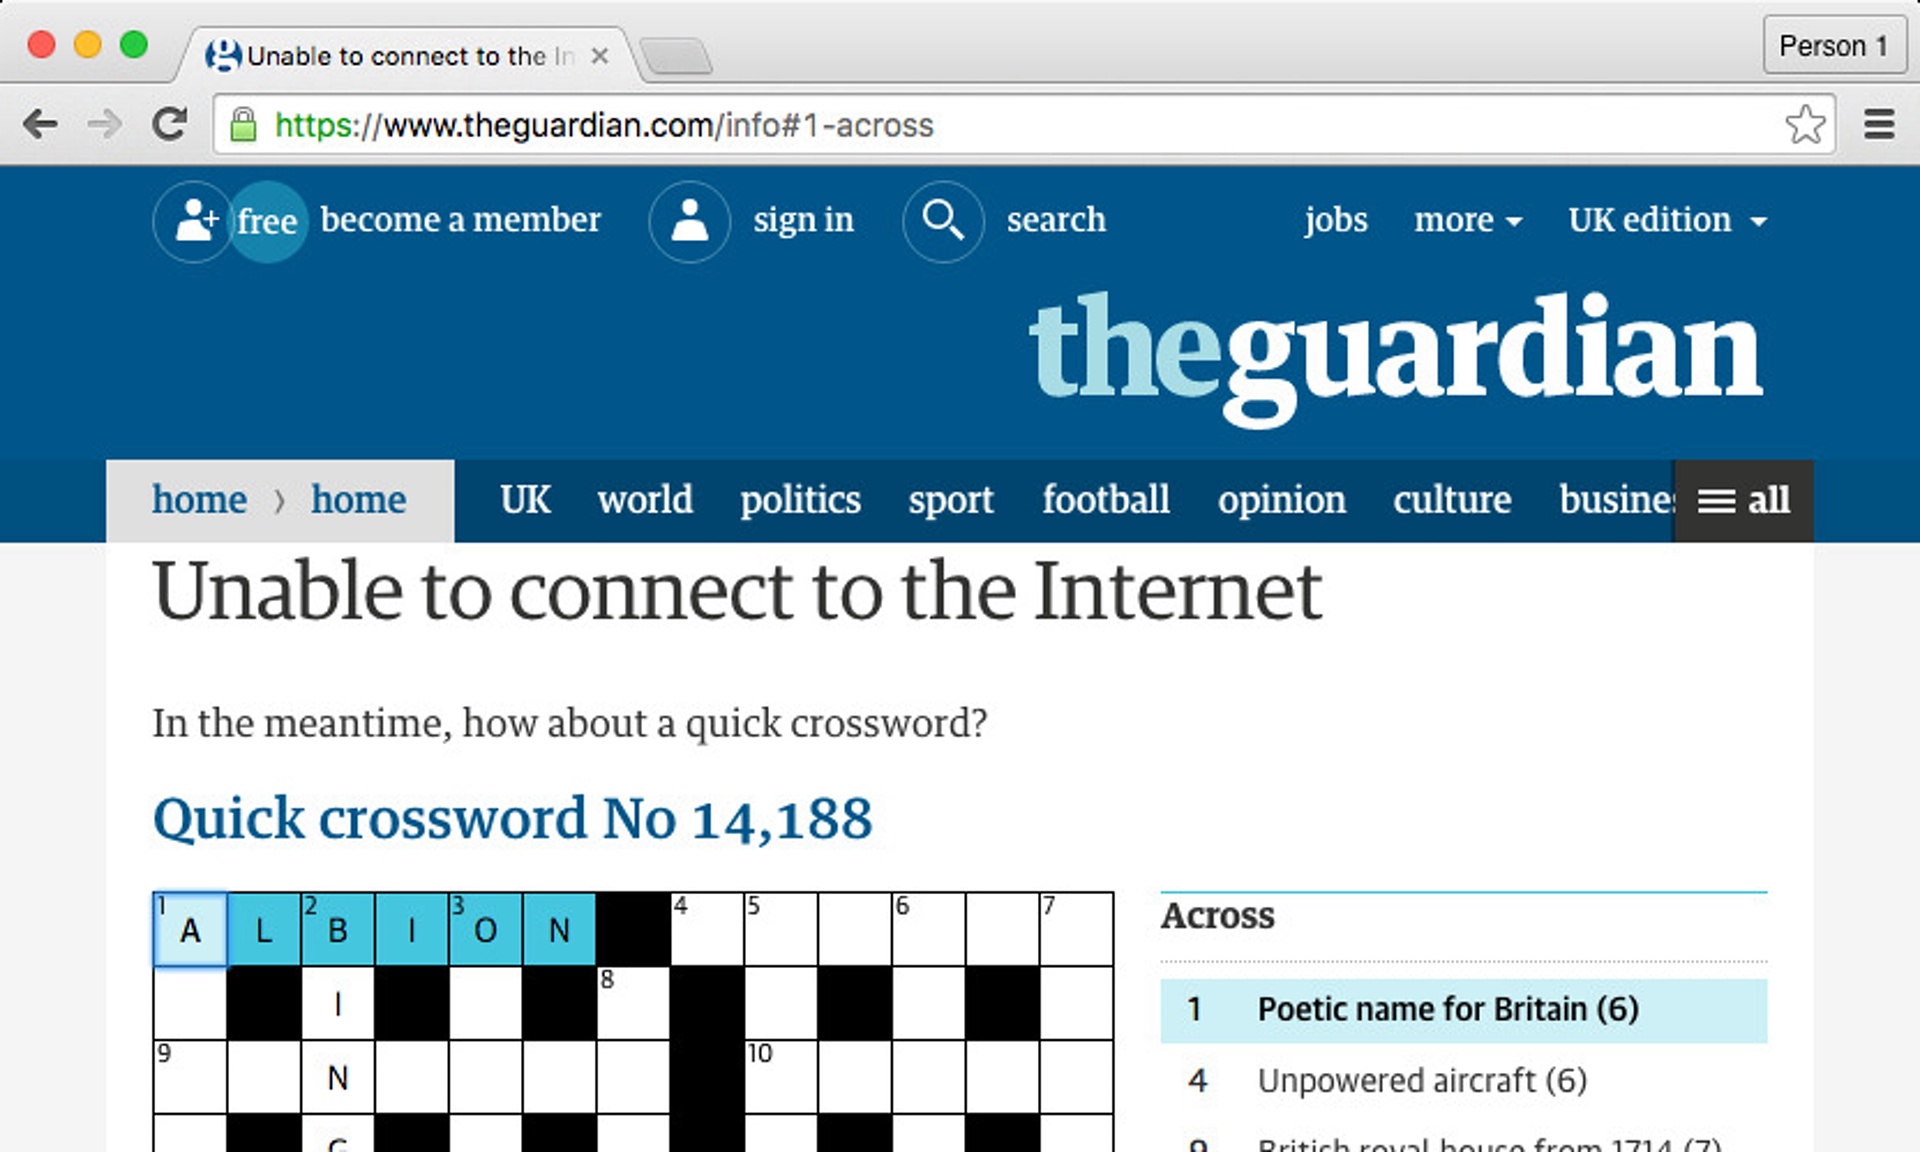 Unable to connect to the In
Person 1
https://www.theguardian.com/info#1-across
free become a member sign in search jobs more UK edition
theguardian
home › home UK world politics sport football opinion culture busines all
Unable to connect to the Internet
In the meantime, how about a quick crossword?
Quick crossword No 14,188
1 A L 2 B I 3 O N 4 5 6 7
I 8
9 N 10
G
Across
1 Poetic name for Britain (6)
4 Unpowered aircraft (6)
9 British royal house from 1714 (7)